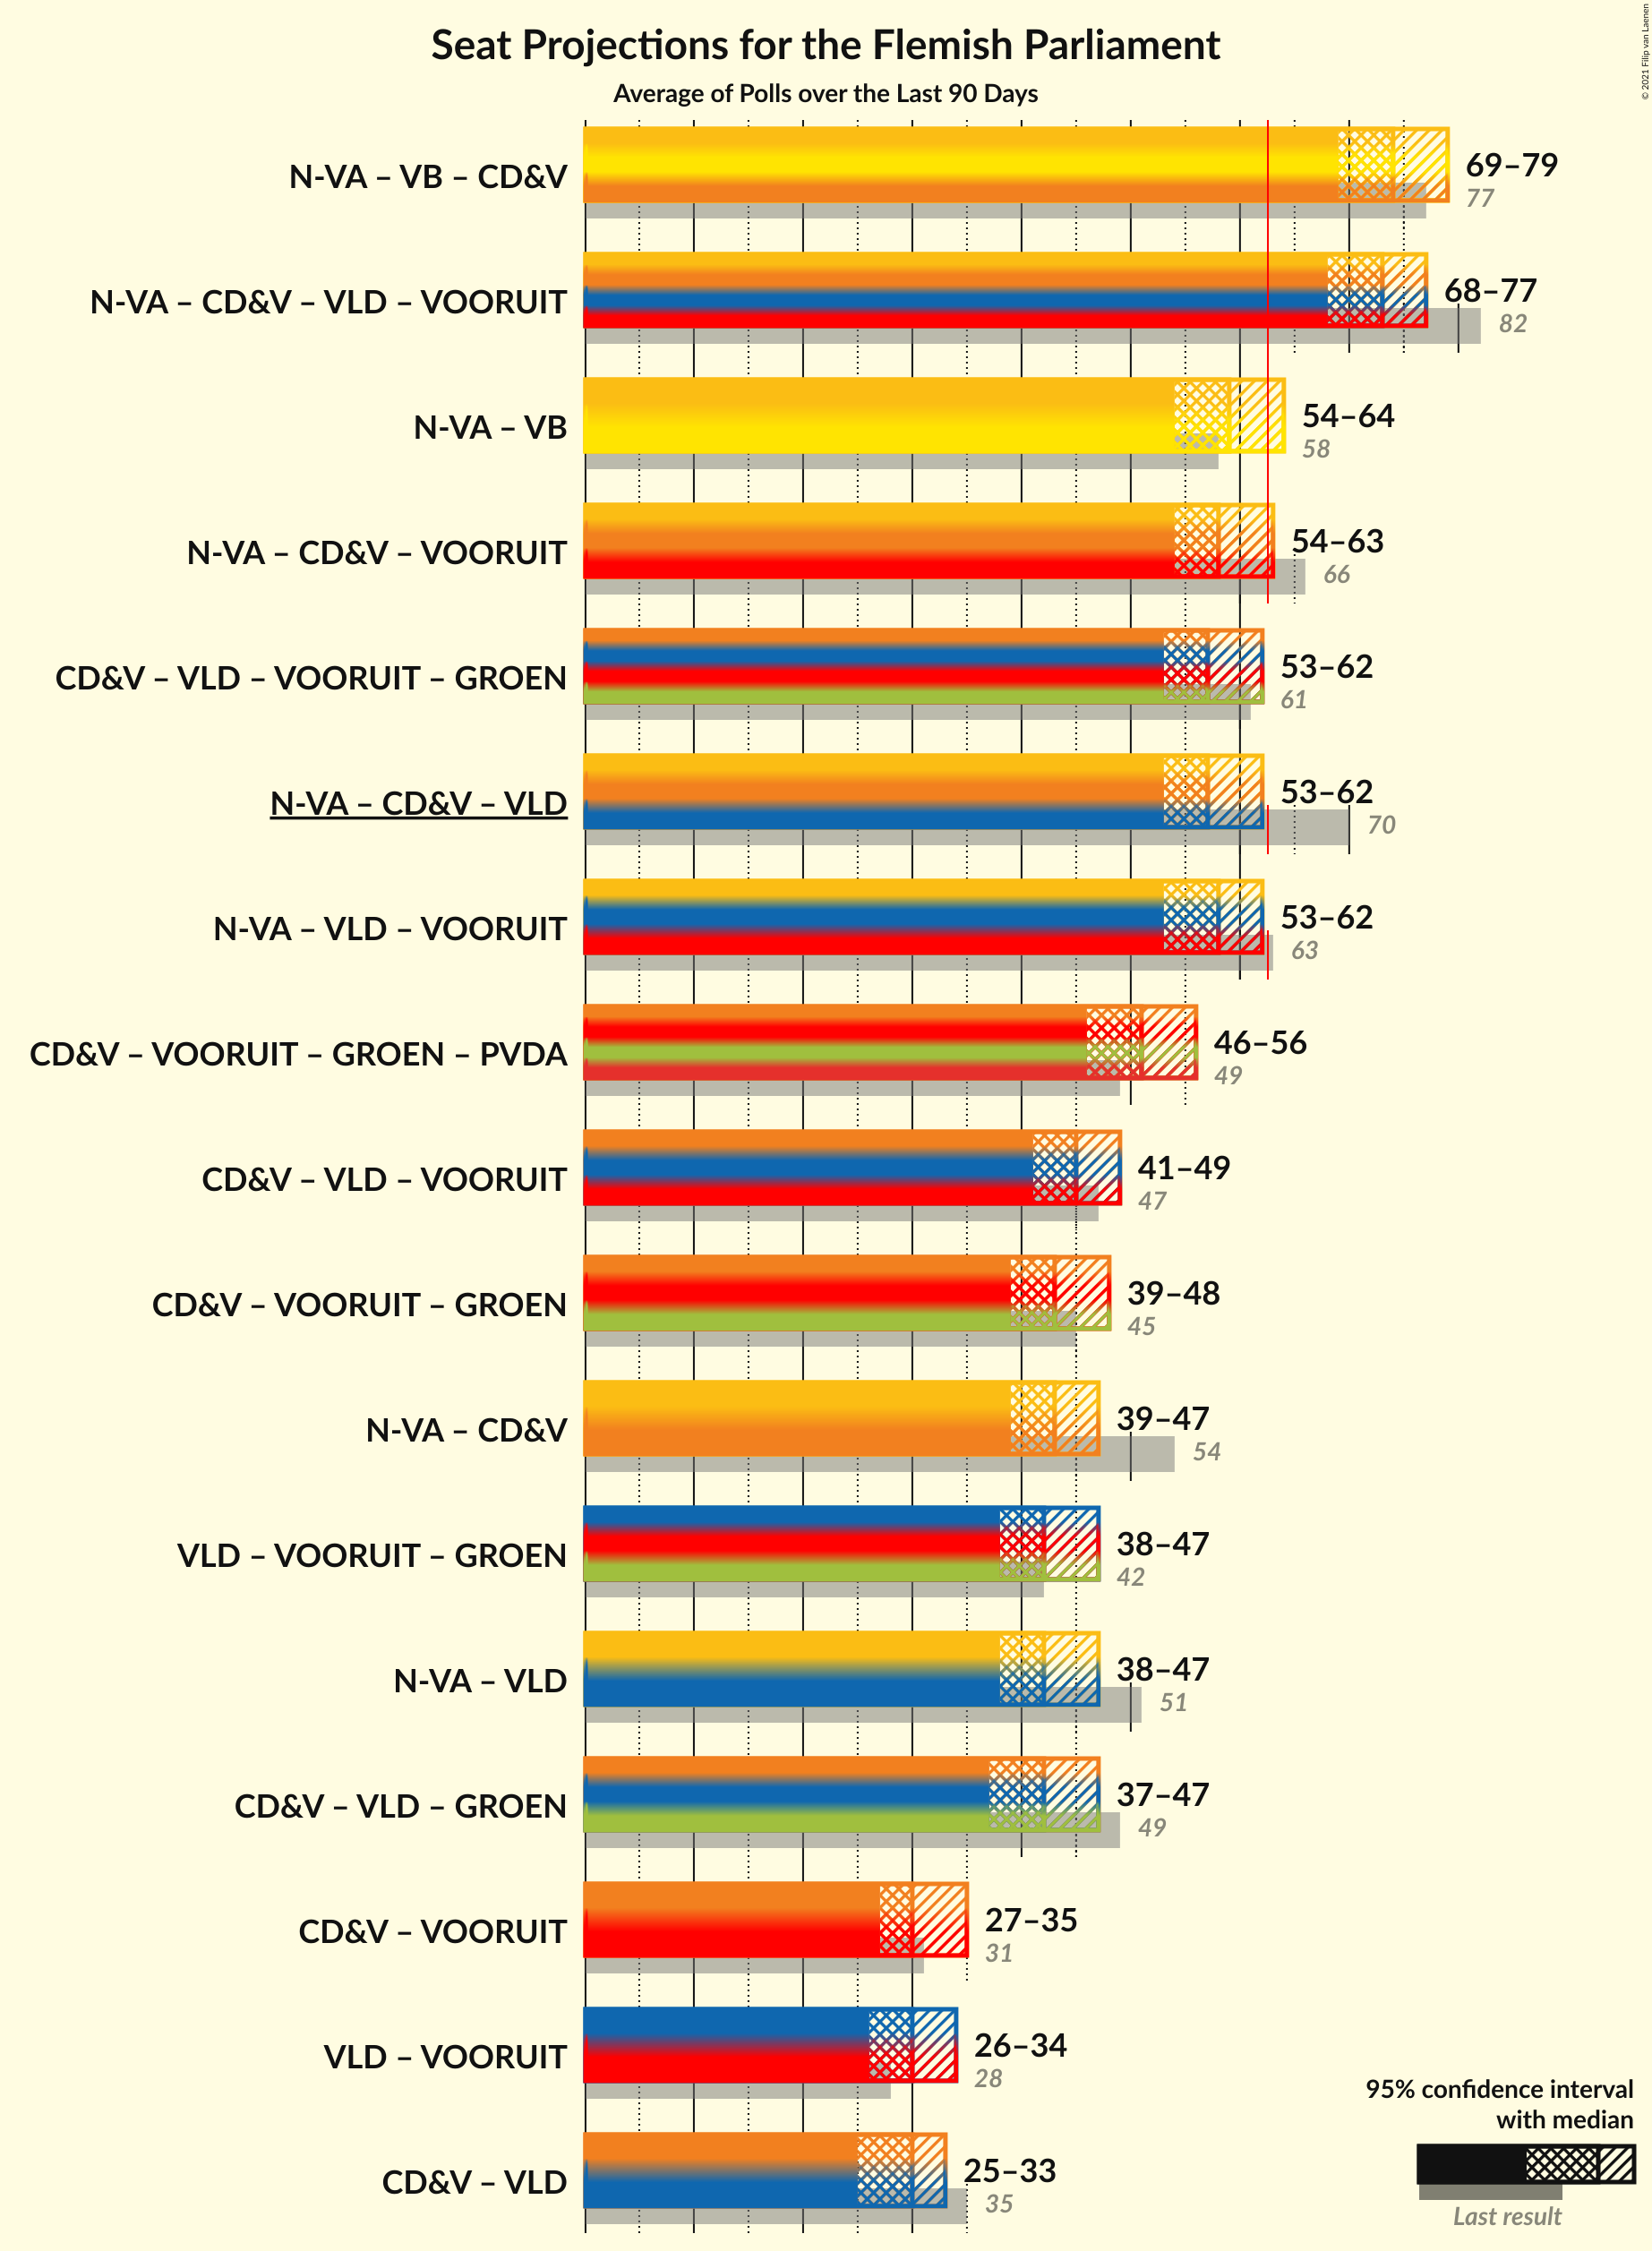 Seat Projections for the Flemish Parliament
Average of Polls over the Last 90 Days
© 2021 Filip van Laenen
N-VA – VB – CD&V
69–79
77
N-VA – CD&V – VLD – VOORUIT
68–77
82
N-VA – VB
54–64
58
N-VA – CD&V – VOORUIT
54–63
66
CD&V – VLD – VOORUIT – GROEN
53–62
61
N-VA – CD&V – VLD
53–62
70
N-VA – VLD – VOORUIT
53–62
63
CD&V – VOORUIT – GROEN – PVDA
46–56
49
CD&V – VLD – VOORUIT
41–49
47
CD&V – VOORUIT – GROEN
39–48
45
N-VA – CD&V
39–47
54
VLD – VOORUIT – GROEN
38–47
42
N-VA – VLD
38–47
51
CD&V – VLD – GROEN
37–47
49
CD&V – VOORUIT
27–35
31
VLD – VOORUIT
26–34
28
CD&V – VLD
25–33
35
95% confidence interval
with median
Last result